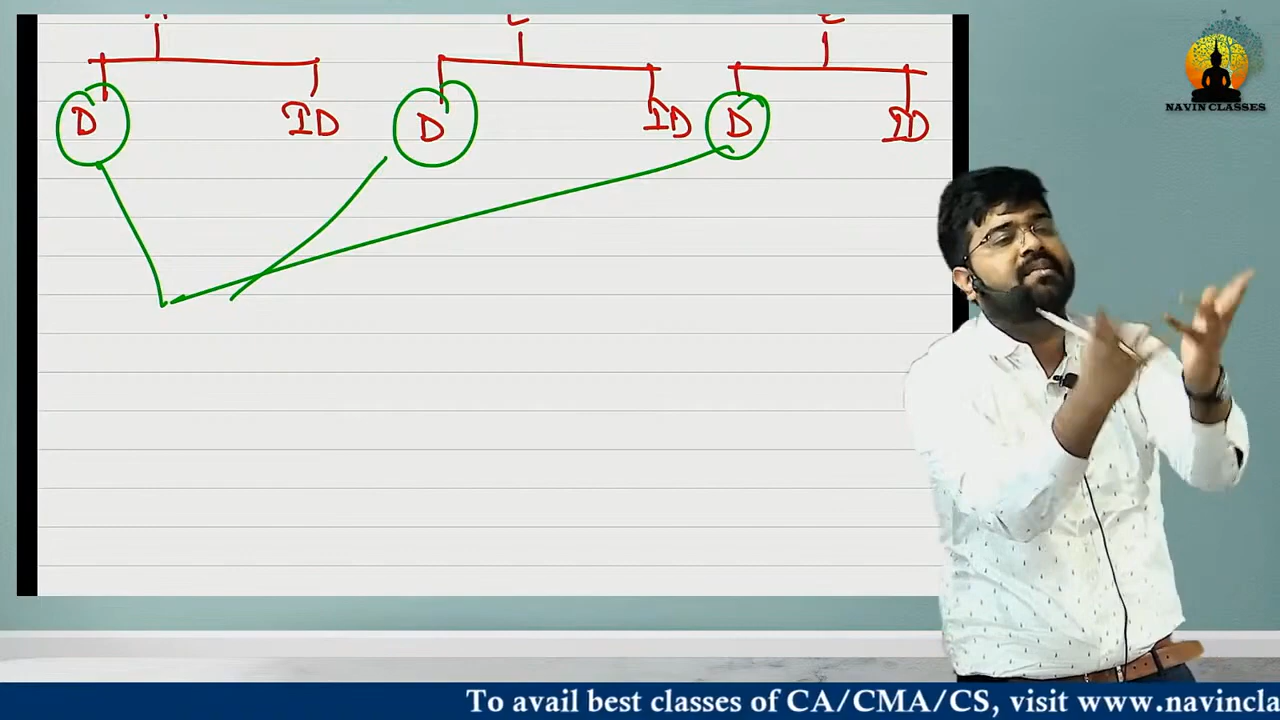 D ID D ID D ID
NAVIN CLASSES
To avail best classes of CA/CMA/CS, visit www.navincla